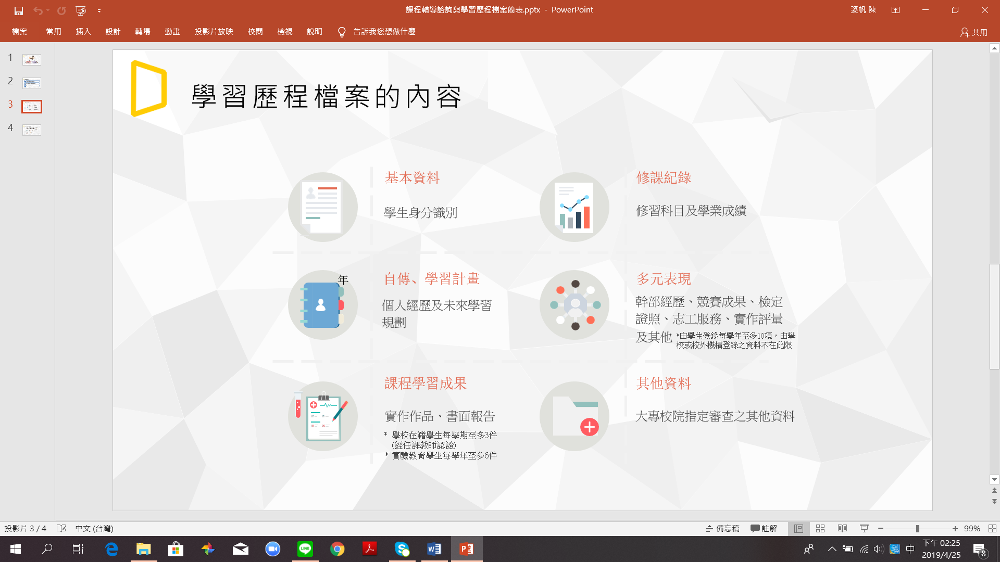 課程輔導諮詢與學習歷程檔案簡表.pptx - PowerPoint
姿帆 陳
檔案 常用 插入 設計 轉場 動畫 投影片放映 校閱 檢視 說明 告訴我您想做什麼
共用
1
2
3
4
學習歷程檔案的內容
基本資料
學生身分識別
修課紀錄
修習科目及學業成績
年
自傳、學習計畫
個人經歷及未來學習
規劃
多元表現
幹部經歷、競賽成果、檢定
證照、志工服務、實作評量
及其他 *由學生登錄每學年至多10項，由學
校或校外機構登錄之資料不在此限
課程學習成果
實作作品、書面報告
* 學校在籍學生每學期至多3件
(經任課教師認證)
* 實驗教育學生每學年至多6件
其他資料
大專校院指定審查之其他資料
投影片 3 / 4 中文 (台灣) 備忘稿 註解 99%
LINE
中
下午 02:25
2019/4/25
8